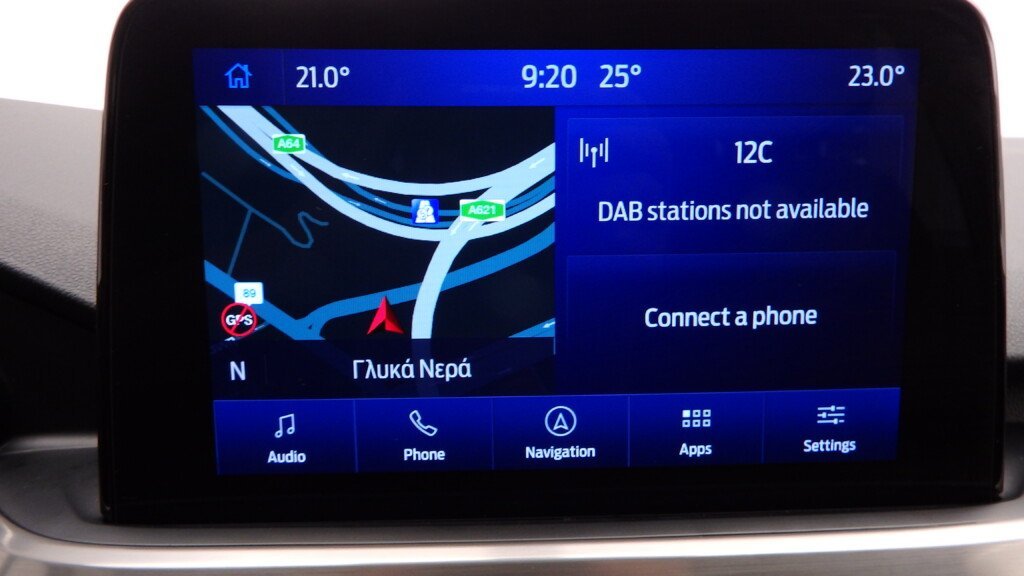 21.0° 9:20 25° 23.0°
A64
A621
89
GPS
N Γλυκά Νερά
12C
DAB stations not available
Connect a phone
Audio Phone Navigation Apps Settings